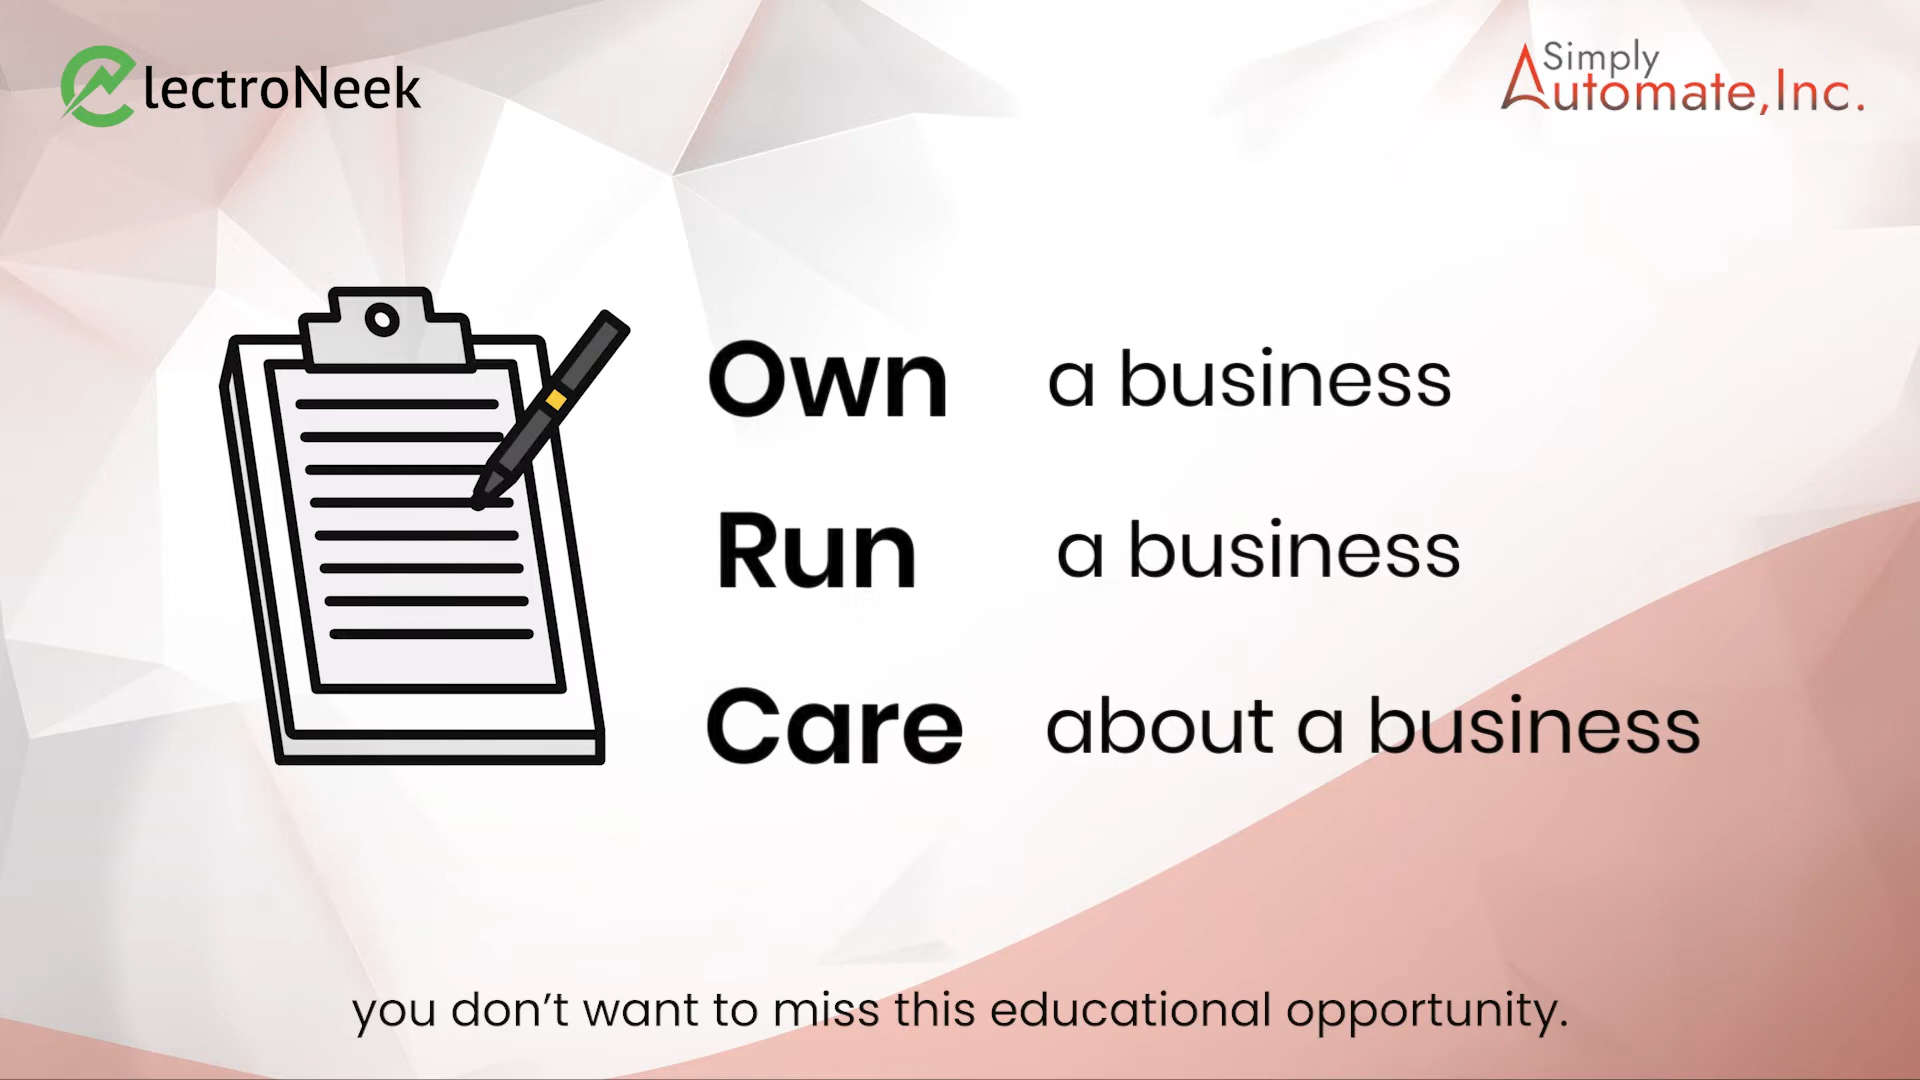 ElectroNeek
Simply
Automate,Inc.
Own a business
Run a business
Care about a business
you don’t want to miss this educational opportunity.